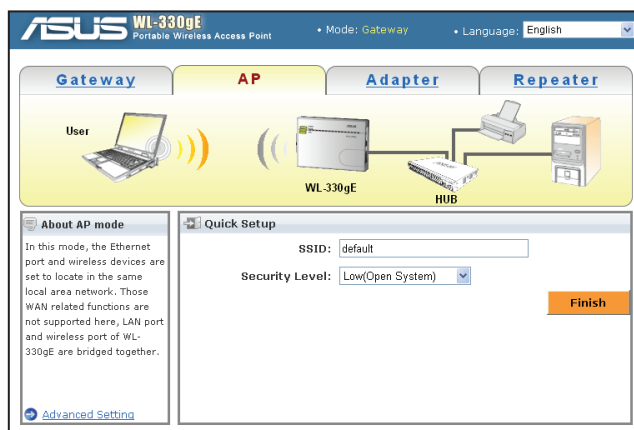 ASUS WL-330gE
Portable Wireless Access Point
• Mode: Gateway
• Language: English
Gateway
AP
Adapter
Repeater
User
WL-330gE
HUB
About AP mode
In this mode, the Ethernet
port and wireless devices are
set to locate in the same
local area network. Those
WAN related functions are
not supported here, LAN port
and wireless port of WL-
330gE are bridged together.
Advanced Setting
Quick Setup
SSID: default
Security Level: Low(Open System)
Finish